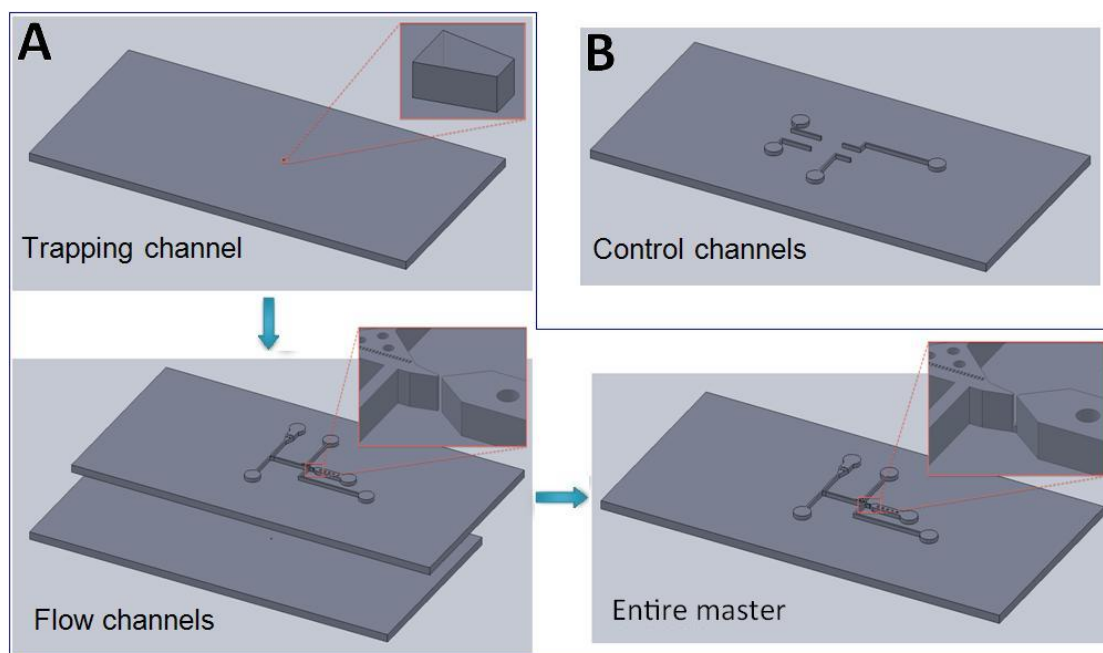 A
B
Trapping channel
Control channels
Flow channels
Entire master